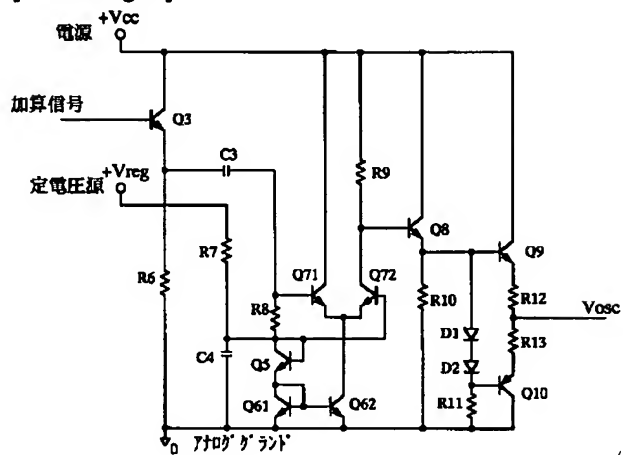 電源 +Vcc
加算信号
Q3
C3
定電圧源 +Vreg
R9
Q8
Q9
R7
R6
Q71
Q72
R8
R10
R12
Vosc
D1
R13
C4
Q5
D2
Q61
Q62
R11
Q10
0 アナログ グランド